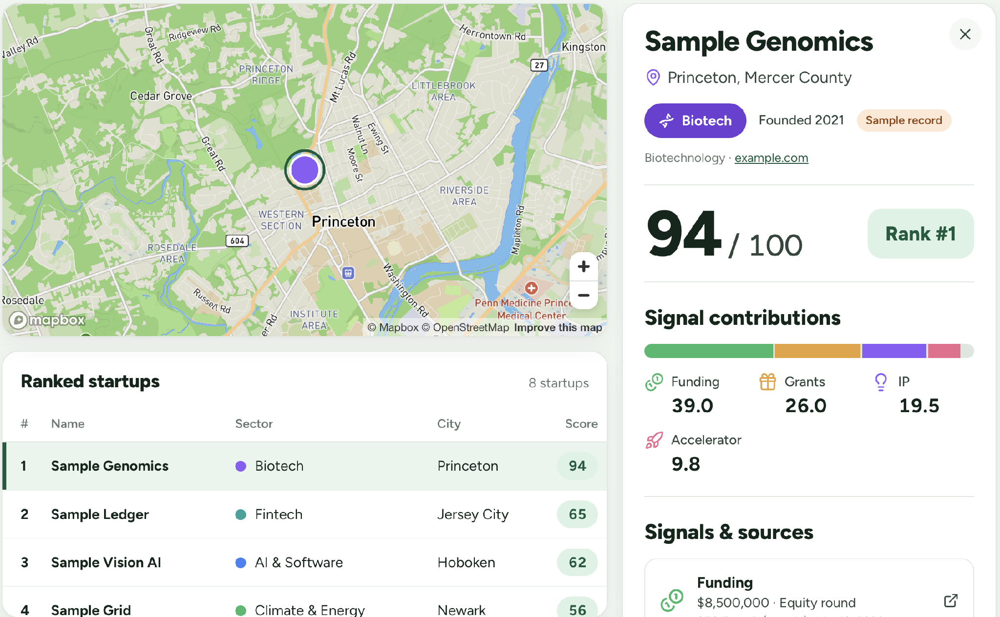 Valley Rd
Great Rd
Ridgeview Rd
Herrontown Rd
Kingston
27
PRINCETON
RIDGE
Mt Lucas Rd
Cedar Grove
LITTLEBROOK
AREA
Walnut Ln
Ewing St
Great Rd
Moore St
RIVERSIDE
AREA
WESTERN
SECTION
Princeton
Mapleton Rd
604
ROSEDALE
AREA
Washington Rd
Russell Rd
Rosedale
INSTITUTE
AREA
er Rd
Penn Medicine Prince
Medical Center
+
−
mapbox
© Mapbox © OpenStreetMap Improve this map
Ranked startups
8 startups
# Name Sector City Score
1 Sample Genomics Biotech Princeton 94
2 Sample Ledger Fintech Jersey City 65
3 Sample Vision AI AI & Software Hoboken 62
4 Sample Grid Climate & Energy Newark 56
Sample Genomics
Princeton, Mercer County
Biotech Founded 2021 Sample record
Biotechnology · example.com
94 / 100
Rank #1
Signal contributions
Funding
39.0
Grants
26.0
IP
19.5
Accelerator
9.8
Signals & sources
Funding
$8,500,000 · Equity round